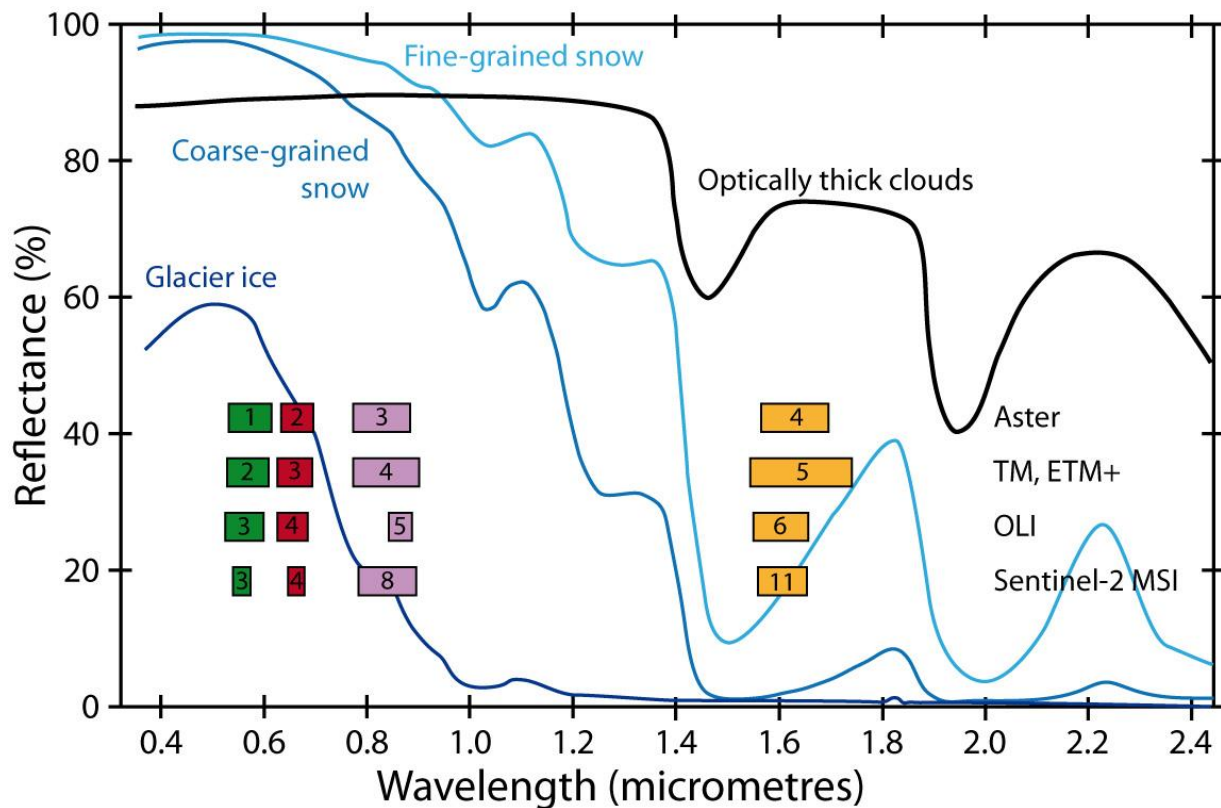 100
80
60
40
20
0
Reflectance (%)
Fine-grained snow
Coarse-grained
snow
Optically thick clouds
Glacier ice
1 2 3 4 Aster
2 3 4 5 TM, ETM+
3 4 5 6 OLI
3 4 8 11 Sentinel-2 MSI
0.4 0.6 0.8 1.0 1.2 1.4 1.6 1.8 2.0 2.2 2.4
Wavelength (micrometres)